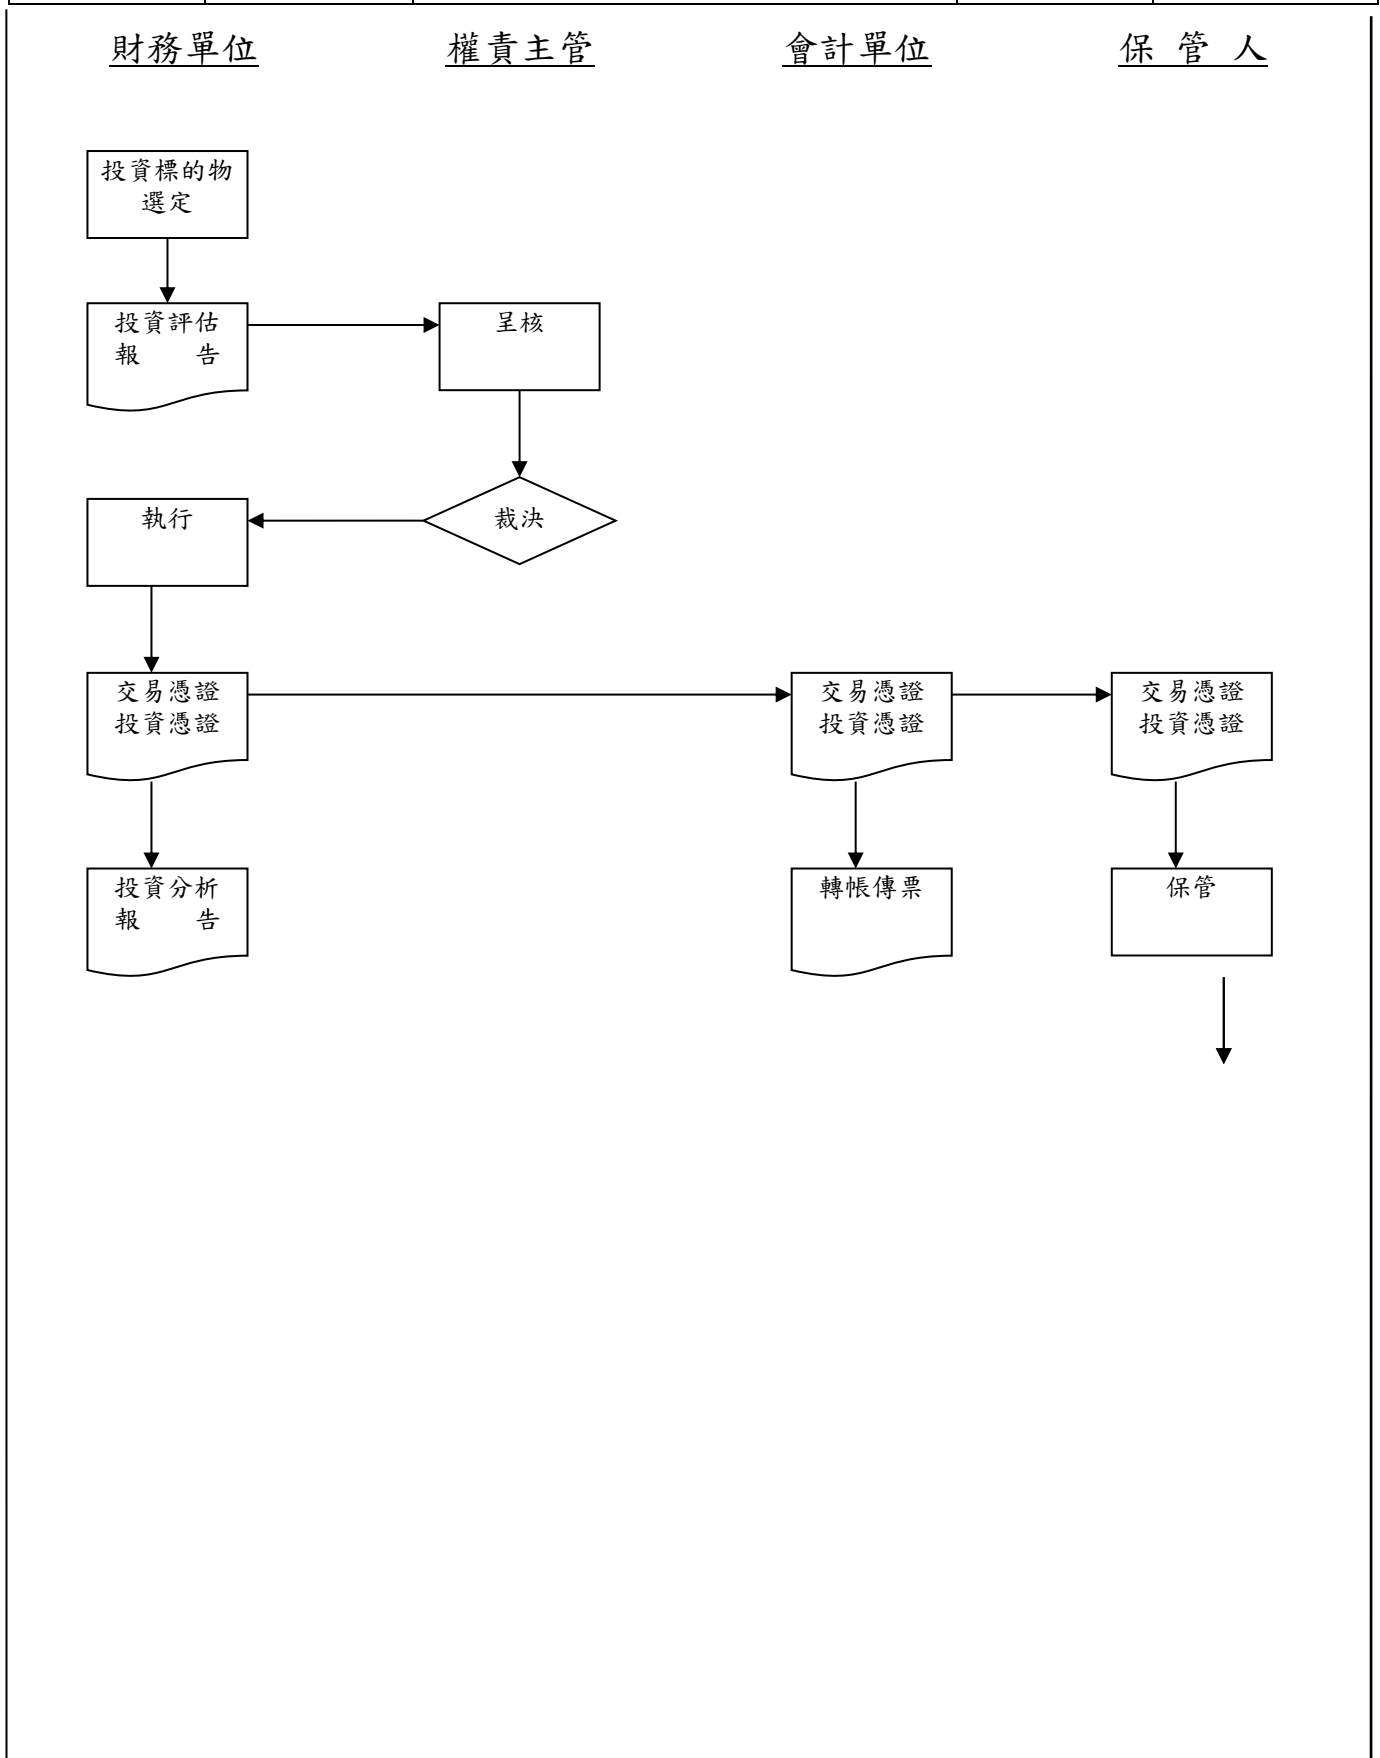 財務單位 權責主管 會計單位 保 管 人
投資標的物
選定
投資評估
報 告
呈核
裁決
執行
交易憑證
投資憑證
交易憑證
投資憑證
交易憑證
投資憑證
投資分析
報 告
轉帳傳票
保管